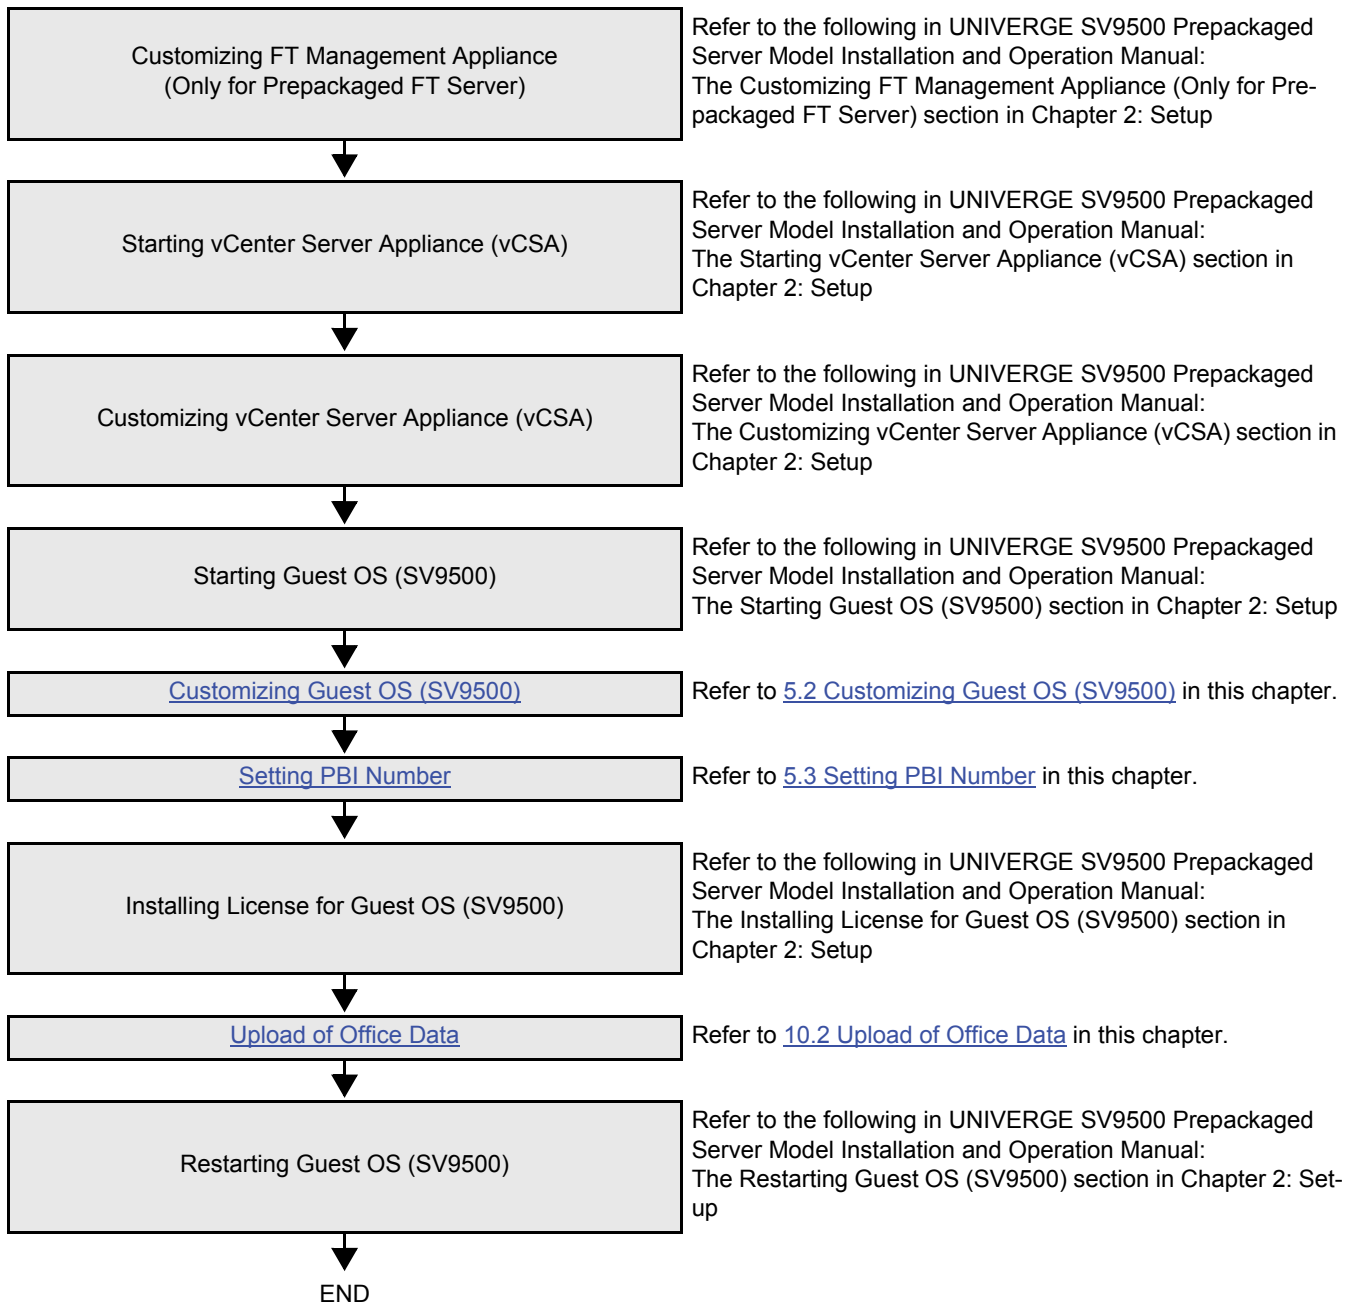 Customizing FT Management Appliance
(Only for Prepackaged FT Server)
Refer to the following in UNIVERGE SV9500 Prepackaged
Server Model Installation and Operation Manual:
The Customizing FT Management Appliance (Only for Pre-
packaged FT Server) section in Chapter 2: Setup
Starting vCenter Server Appliance (vCSA)
Refer to the following in UNIVERGE SV9500 Prepackaged
Server Model Installation and Operation Manual:
The Starting vCenter Server Appliance (vCSA) section in
Chapter 2: Setup
Customizing vCenter Server Appliance (vCSA)
Refer to the following in UNIVERGE SV9500 Prepackaged
Server Model Installation and Operation Manual:
The Customizing vCenter Server Appliance (vCSA) section in
Chapter 2: Setup
Starting Guest OS (SV9500)
Refer to the following in UNIVERGE SV9500 Prepackaged
Server Model Installation and Operation Manual:
The Starting Guest OS (SV9500) section in Chapter 2: Setup
Customizing Guest OS (SV9500)
Refer to 5.2 Customizing Guest OS (SV9500) in this chapter.
Setting PBI Number
Refer to 5.3 Setting PBI Number in this chapter.
Installing License for Guest OS (SV9500)
Refer to the following in UNIVERGE SV9500 Prepackaged
Server Model Installation and Operation Manual:
The Installing License for Guest OS (SV9500) section in
Chapter 2: Setup
Upload of Office Data
Refer to 10.2 Upload of Office Data in this chapter.
Restarting Guest OS (SV9500)
Refer to the following in UNIVERGE SV9500 Prepackaged
Server Model Installation and Operation Manual:
The Restarting Guest OS (SV9500) section in Chapter 2: Set-
up
END